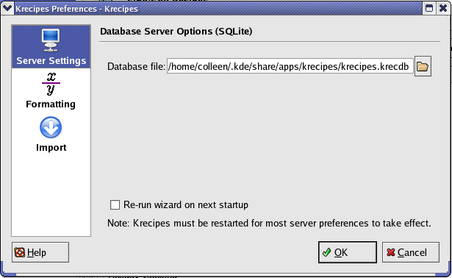 Krecipes Preferences - Krecipes
Server Settings
Database Server Options (SQLite)
Database file: /home/colleen/.kde/share/apps/krecipes/krecipes.krecdb
x
y
Formatting
Import
Re-run wizard on next startup
Note: Krecipes must be restarted for most server preferences to take effect.
Help
OK
Cancel